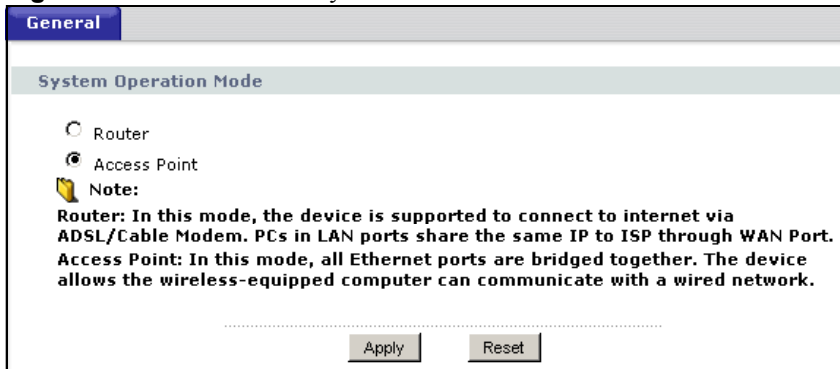 General
System Operation Mode
Router
Access Point
Note:
Router: In this mode, the device is supported to connect to internet via
ADSL/Cable Modem. PCs in LAN ports share the same IP to ISP through WAN Port.
Access Point: In this mode, all Ethernet ports are bridged together. The device
allows the wireless-equipped computer can communicate with a wired network.
Apply Reset